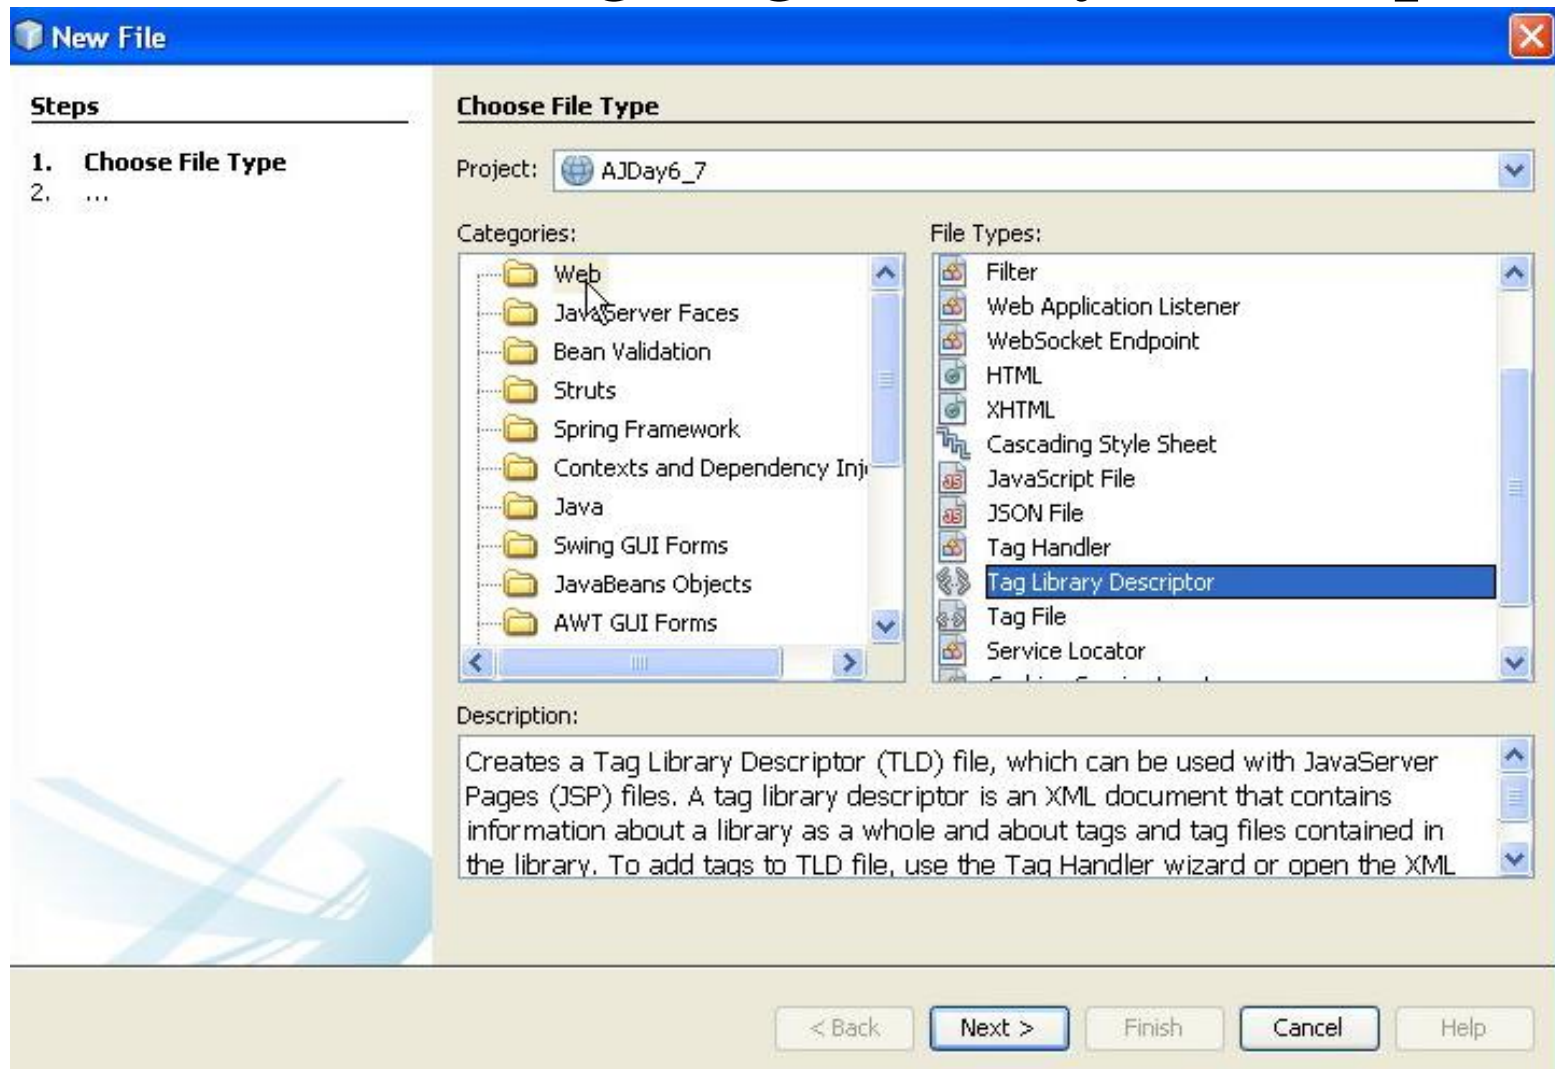 New File
Steps
1. Choose File Type
2. ...
Choose File Type
Project: AJDay6_7
Categories:
Web
JavaServer Faces
Bean Validation
Struts
Spring Framework
Contexts and Dependency Inj
Java
Swing GUI Forms
JavaBeans Objects
AWT GUI Forms
File Types:
Filter
Web Application Listener
WebSocket Endpoint
HTML
XHTML
Cascading Style Sheet
JavaScript File
JSON File
Tag Handler
Tag Library Descriptor
Tag File
Service Locator
Description:
Creates a Tag Library Descriptor (TLD) file, which can be used with JavaServer
Pages (JSP) files. A tag library descriptor is an XML document that contains
information about a library as a whole and about tags and tag files contained in
the library. To add tags to TLD file, use the Tag Handler wizard or open the XML
< Back
Next >
Finish
Cancel
Help